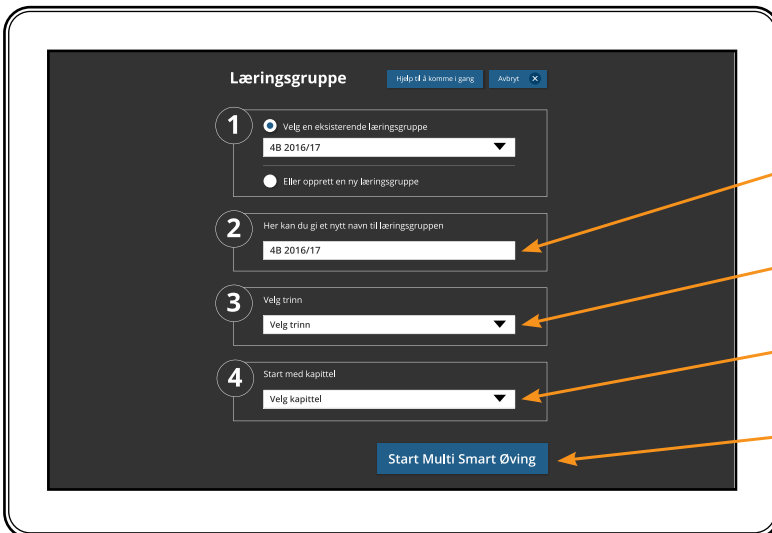 Læringsgruppe
Hjelp til å komme i gang
Avbryt X
1
Velg en eksisterende læringsgruppe
4B 2016/17
Eller opprett en ny læringsgruppe
2
Her kan du gi et nytt navn til læringsgruppen
4B 2016/17
3
Velg trinn
Velg trinn
4
Start med kapittel
Velg kapittel
Start Multi Smart Øving